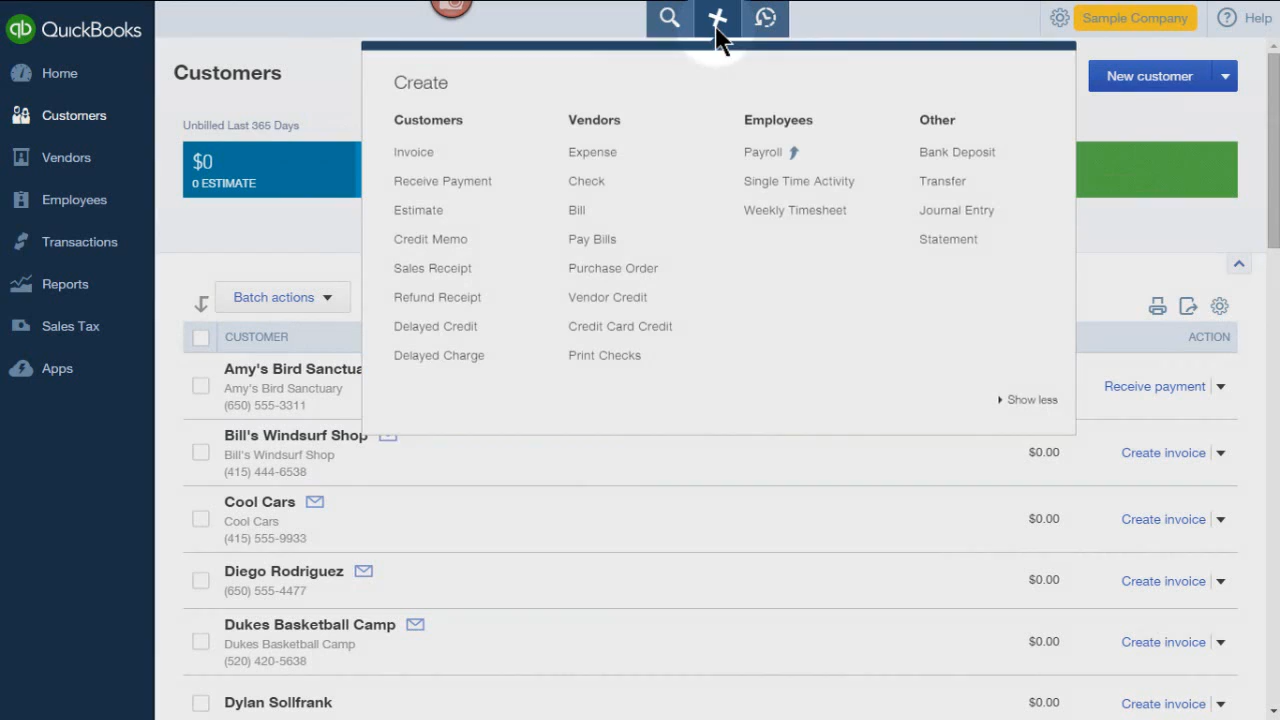 QuickBooks
Sample Company
Help
Home
Customers
Vendors
Employees
Transactions
Reports
Sales Tax
Apps
Customers
New customer
Unbilled Last 365 Days
$0
0 ESTIMATE
Create
Customers
Invoice
Receive Payment
Estimate
Credit Memo
Sales Receipt
Refund Receipt
Delayed Credit
Delayed Charge
Vendors
Expense
Check
Bill
Pay Bills
Purchase Order
Vendor Credit
Credit Card Credit
Print Checks
Employees
Payroll
Single Time Activity
Weekly Timesheet
Other
Bank Deposit
Transfer
Journal Entry
Statement
Show less
Batch actions
CUSTOMER
ACTION
Amy's Bird Sanctua
Amy's Bird Sanctuary
(650) 555-3311
Receive payment
Bill's Windsurf Shop
Bill's Windsurf Shop
(415) 444-6538
$0.00
Create invoice
Cool Cars
Cool Cars
(415) 555-9933
$0.00
Create invoice
Diego Rodriguez
(650) 555-4477
$0.00
Create invoice
Dukes Basketball Camp
Dukes Basketball Camp
(520) 420-5638
$0.00
Create invoice
Dylan Sollfrank
$0.00
Create invoice